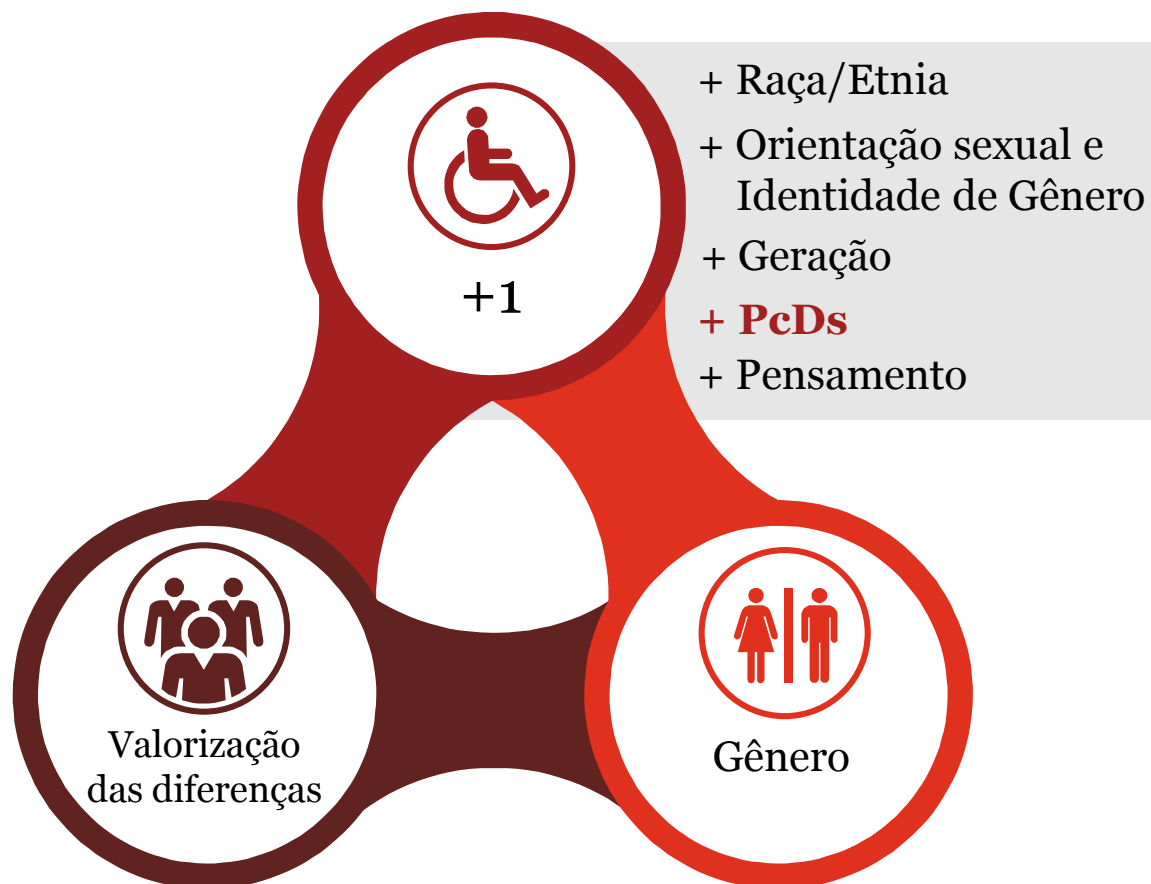 + Raça/Etnia
+ Orientação sexual e
Identidade de Gênero
+ Geração
+ PcDs
+ Pensamento
+1
Valorização
das diferenças
Gênero